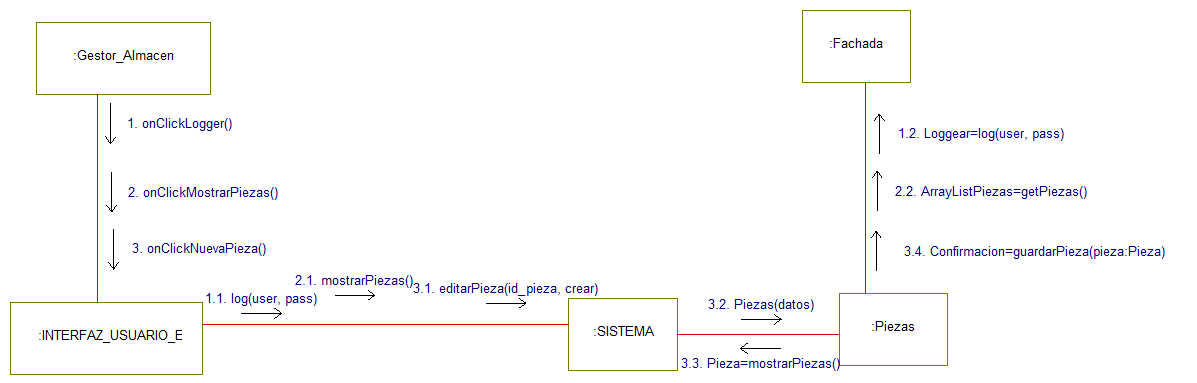 :Gestor_Almacen
:Fachada
1. onClickLogger()
1.2. Loggear=log(user, pass)
2. onClickMostrarPiezas()
2.2. ArrayListPiezas=getPiezas()
3. onClickNuevaPieza()
3.4. Confirmacion=guardarPieza(pieza:Pieza)
2.1. mostrarPiezas()
3.1. editarPieza(id_pieza, crear)
1.1. log(user, pass)
3.2. Piezas(datos)
:INTERFAZ_USUARIO_E
:SISTEMA
:Piezas
3.3. Pieza=mostrarPiezas()